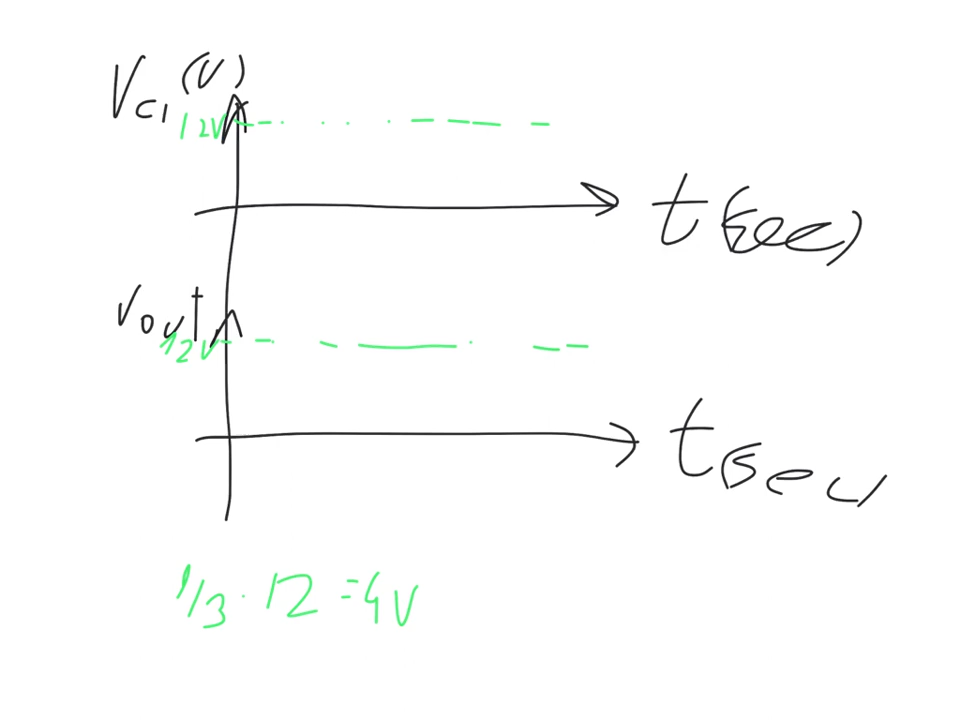 Vc1 (V)
12V
t(sec)
Vout
12V
t(sec)
1/3 · 12 = 4V